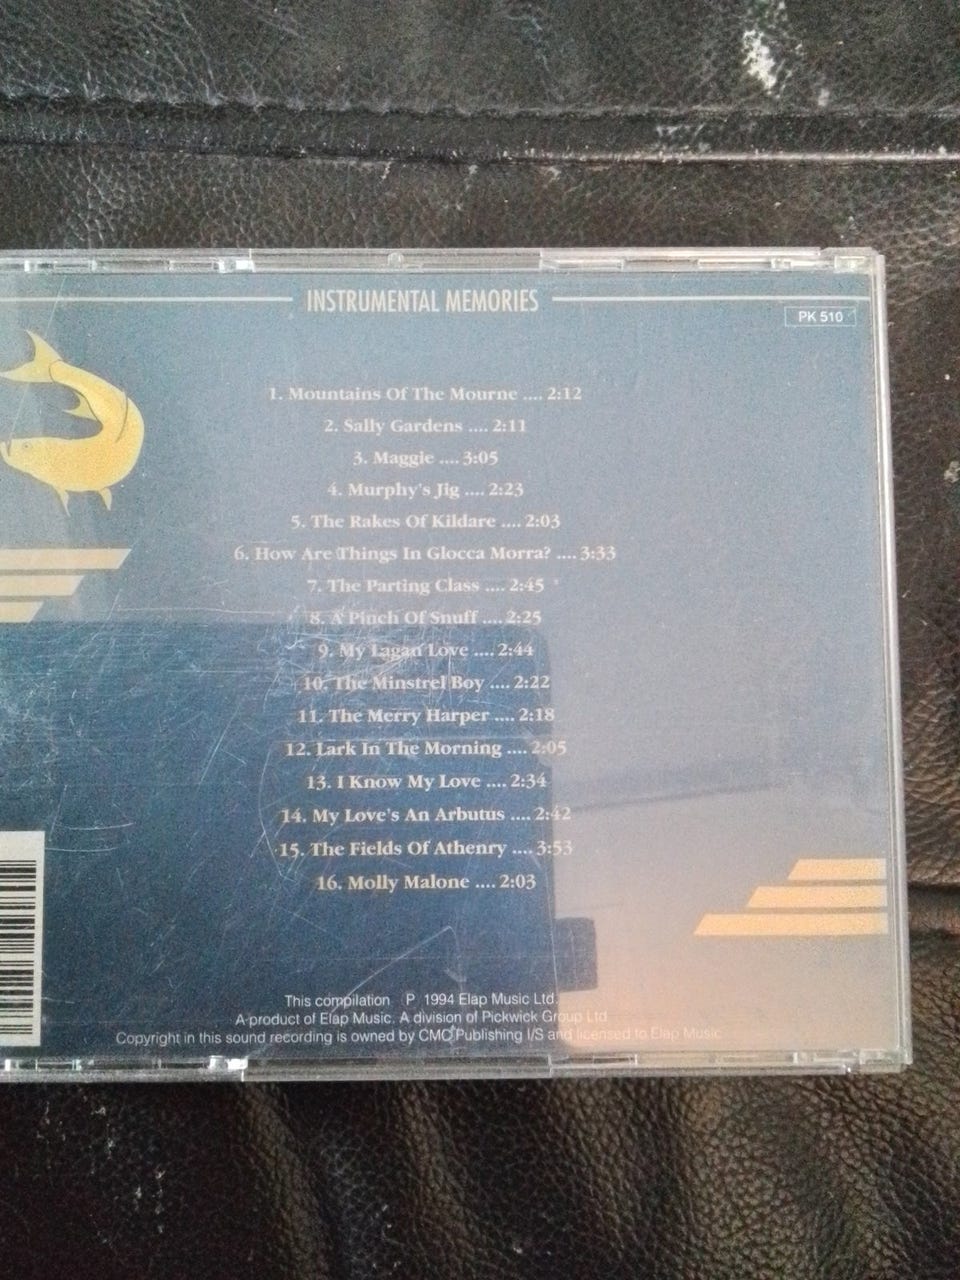 INSTRUMENTAL MEMORIES
PK 510
1. Mountains Of The Mourne .... 2:12
2. Sally Gardens .... 2:11
3. Maggie .... 3:05
4. Murphy's Jig .... 2:23
5. The Rakes Of Kildare .... 2:03
6. How Are Things In Glocca Morra? .... 3:33
7. The Parting Class .... 2:45
8. A Pinch Of Snuff .... 2:25
9. My Lagan Love .... 2:44
10. The Minstrel Boy .... 2:22
11. The Merry Harper .... 2:18
12. Lark In The Morning .... 2:05
13. I Know My Love .... 2:34
14. My Love's An Arbutus .... 2:42
15. The Fields Of Athenry .... 3:53
16. Molly Malone .... 2:03
This compilation P 1994 Elap Music Ltd.
A product of Elap Music. A division of Pickwick Group Ltd
Copyright in this sound recording is owned by CMC Publishing I/S and licensed to Elap Music